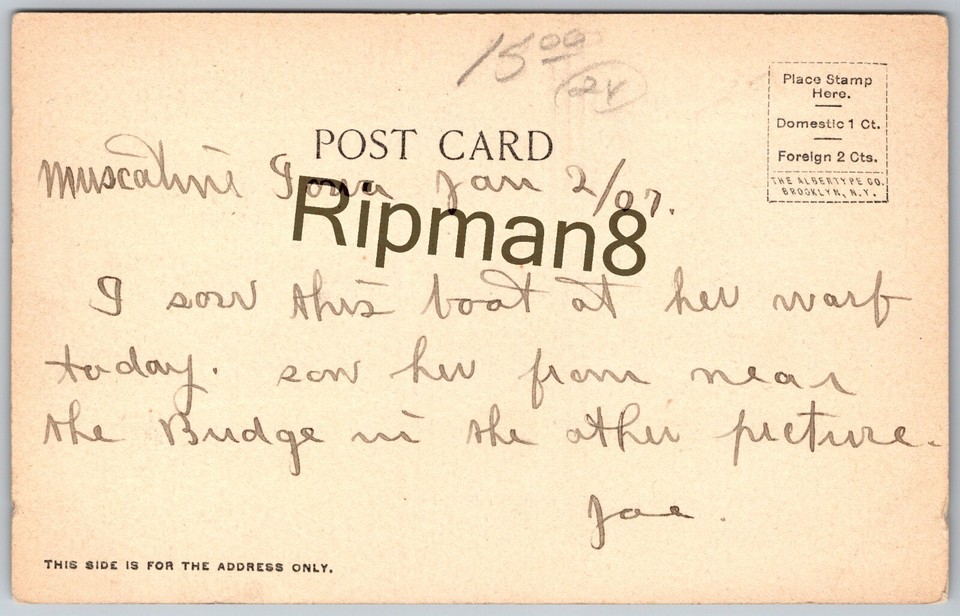 15 00
24
Place Stamp
Here.
Domestic 1 Ct.
Foreign 2 Cts.
THE ALBERTYPE CO.
BROOKLYN, N.Y.
POST CARD
Muscatine Iowa Jan 2/07.
Ripman8
I saw this boat at her warf
today. saw her from near
the Bridge in the other picture.
Joe.
THIS SIDE IS FOR THE ADDRESS ONLY.